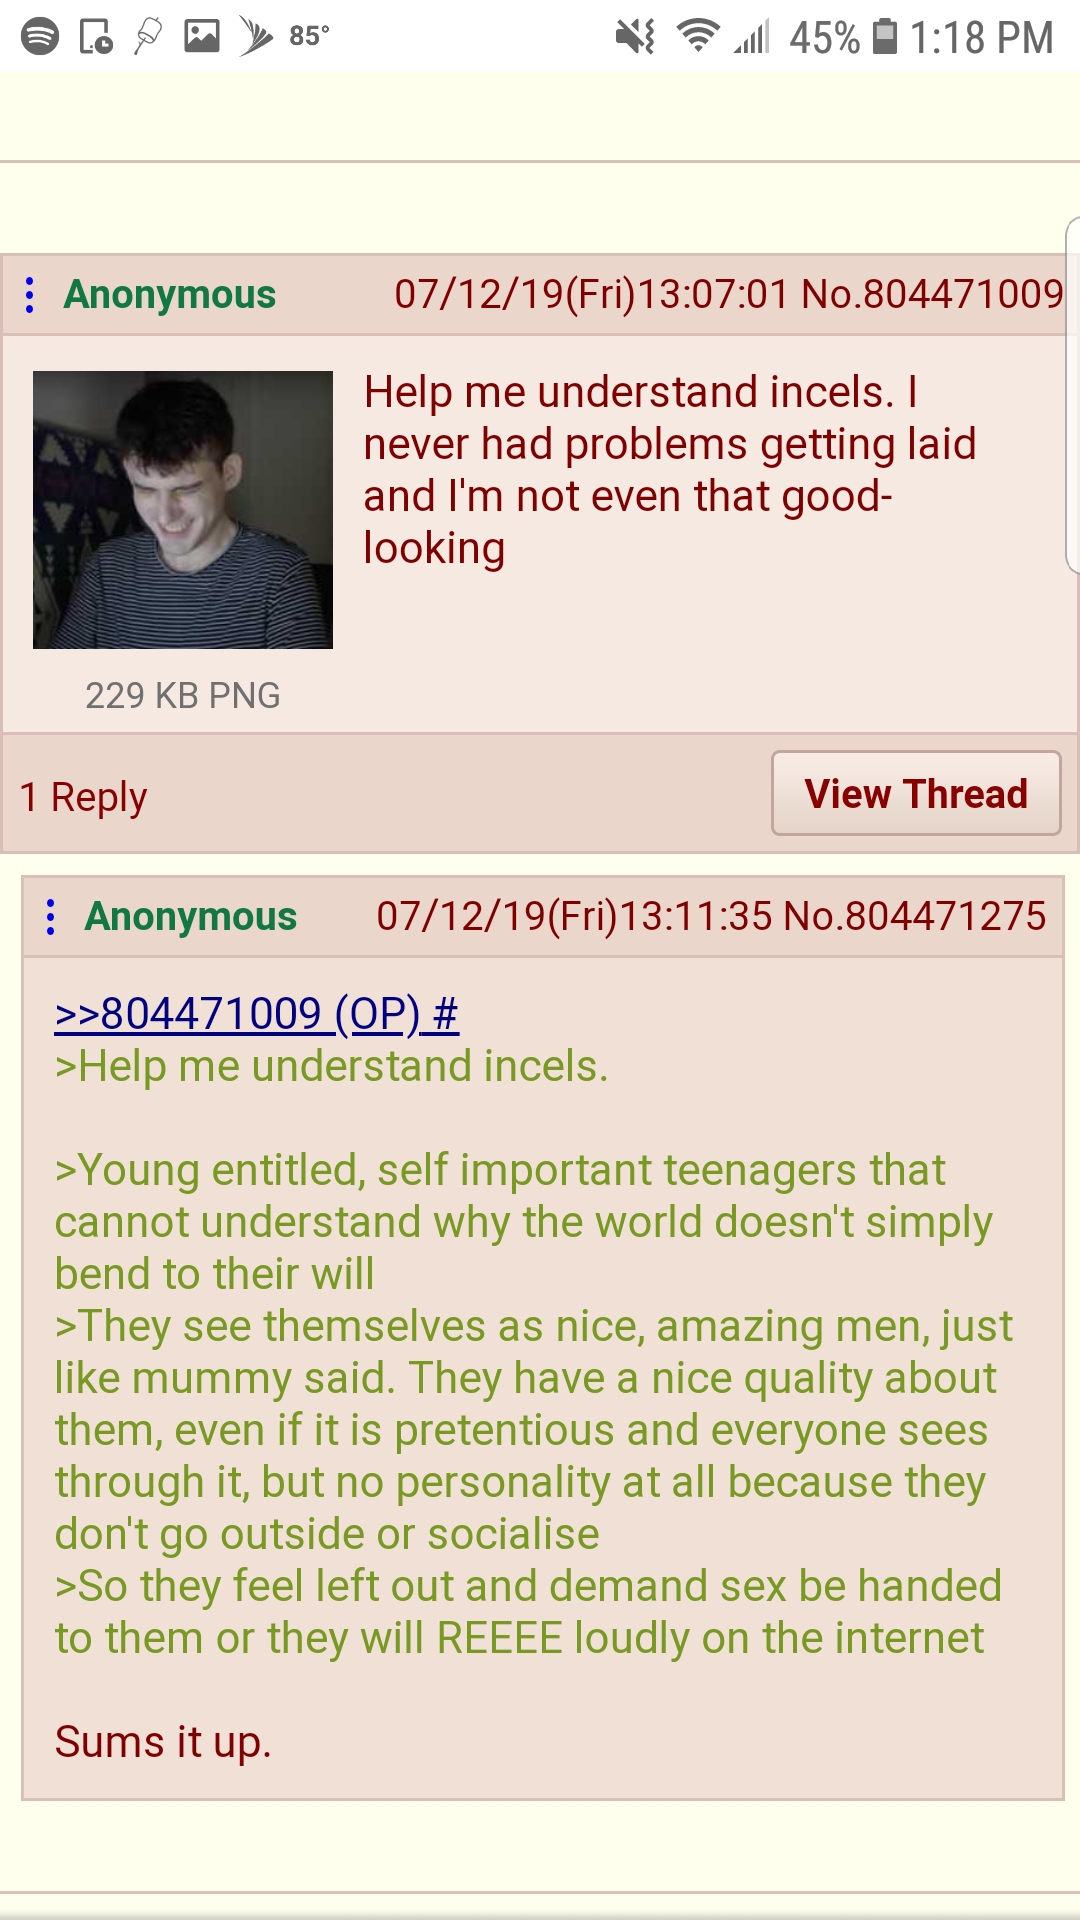 85°
45%
1:18 PM
Anonymous
07/12/19(Fri)13:07:01 No.804471009
Help me understand incels. I
never had problems getting laid
and I'm not even that good-
looking
229 KB PNG
1 Reply
View Thread
Anonymous
07/12/19(Fri)13:11:35 No.804471275
>>804471009 (OP) #
>Help me understand incels.
>Young entitled, self important teenagers that
cannot understand why the world doesn't simply
bend to their will
>They see themselves as nice, amazing men, just
like mummy said. They have a nice quality about
them, even if it is pretentious and everyone sees
through it, but no personality at all because they
don't go outside or socialise
>So they feel left out and demand sex be handed
to them or they will REEEE loudly on the internet
Sums it up.